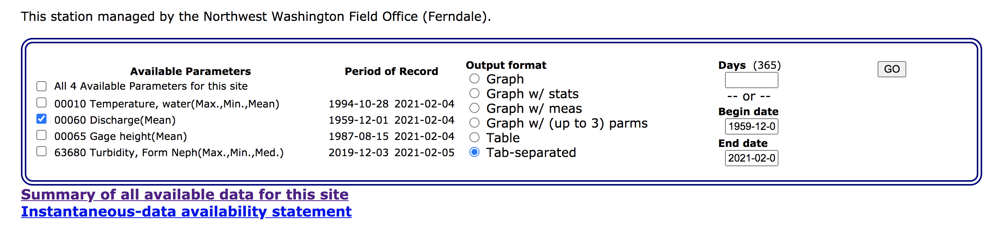 This station managed by the Northwest Washington Field Office (Ferndale).
Available Parameters
Period of Record
All 4 Available Parameters for this site
00010 Temperature, water(Max.,Min.,Mean) 1994-10-28 2021-02-04
00060 Discharge(Mean) 1959-12-01 2021-02-04
00065 Gage height(Mean) 1987-08-15 2021-02-04
63680 Turbidity, Form Neph(Max.,Min.,Med.) 2019-12-03 2021-02-05
Output format
Graph
Graph w/ stats
Graph w/ meas
Graph w/ (up to 3) parms
Table
Tab-separated
Days (365)
-- or --
Begin date
1959-12-0
End date
2021-02-0
GO
Summary of all available data for this site
Instantaneous-data availability statement